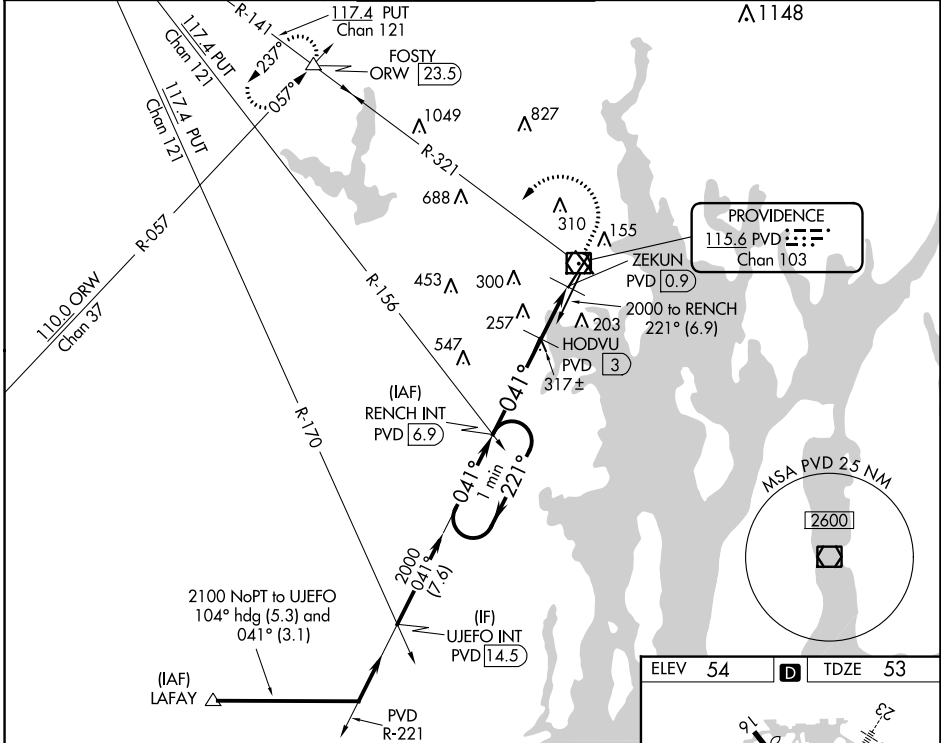 R-141
117.4 PUT
Chan 121
1148
117.4 PUT
Chan 121
237°
057°
FOSTY
ORW 23.5
117.4 PUT
Chan 121
1049
827
R-321
688
310
155
PROVIDENCE
115.6 PVD
Chan 103
R-057
R-156
453
300
ZEKUN
PVD 0.9
2000 to RENCH
221° (6.9)
110.0 ORW
Chan 37
257
203
547
HODVU
PVD 3
317±
041°
(IAF)
RENCH INT
PVD 6.9
R-170
041°
1 min
221°
MSA PVD 25 NM
2600
2000
041°
(7.6)
2100 NoPT to UJEFO
104° hdg (5.3) and
041° (3.1)
(IF)
UJEFO INT
PVD 14.5
(IAF)
LAFAY
PVD
R-221
ELEV 54 D TDZE 53
16
23